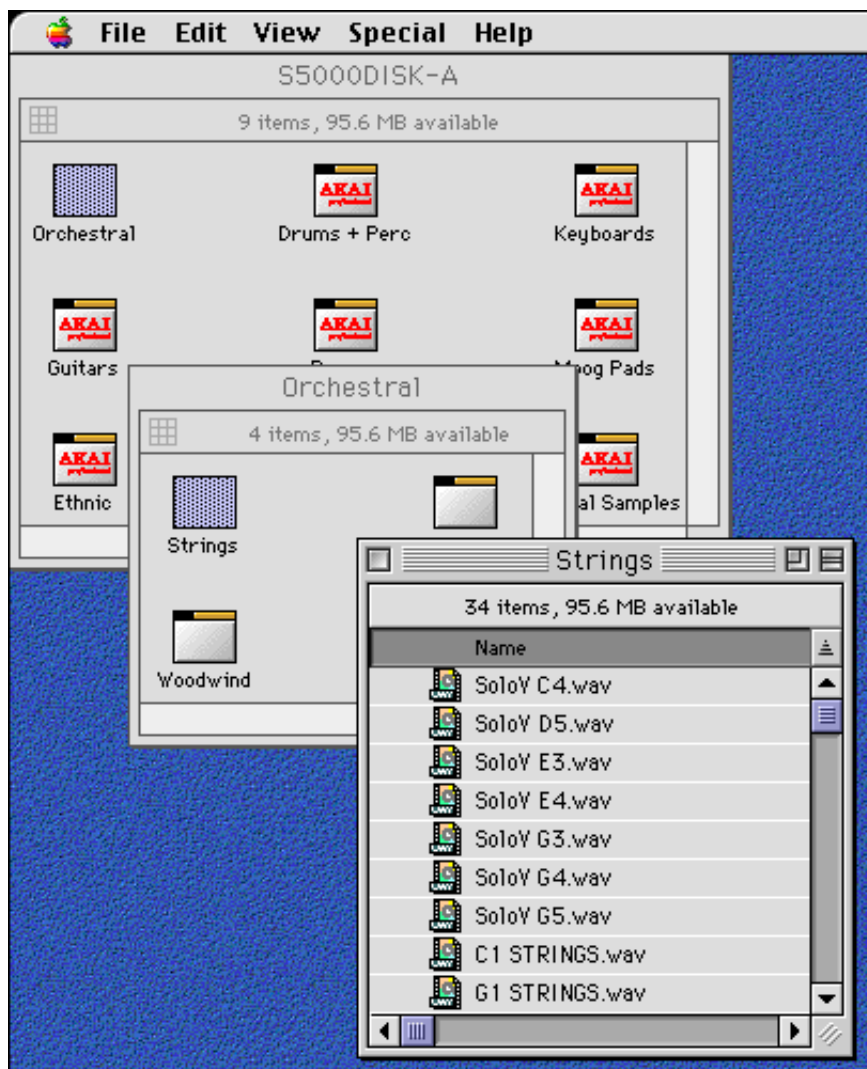 File Edit View Special Help
S5000DISK-A
9 items, 95.6 MB available
Orchestral
AKAI
Drums + Perc
AKAI
Keyboards
AKAI
Guitars
AKAI
AKAI
Pads
AKAI
Ethnic
AKAI
Samples
Orchestral
4 items, 95.6 MB available
Strings
Woodwind
Strings
34 items, 95.6 MB available
Name
SoloV C4.wav
SoloV D5.wav
SoloV E3.wav
SoloV E4.wav
SoloV G3.wav
SoloV G4.wav
SoloV G5.wav
C1 STRINGS.wav
G1 STRINGS.wav